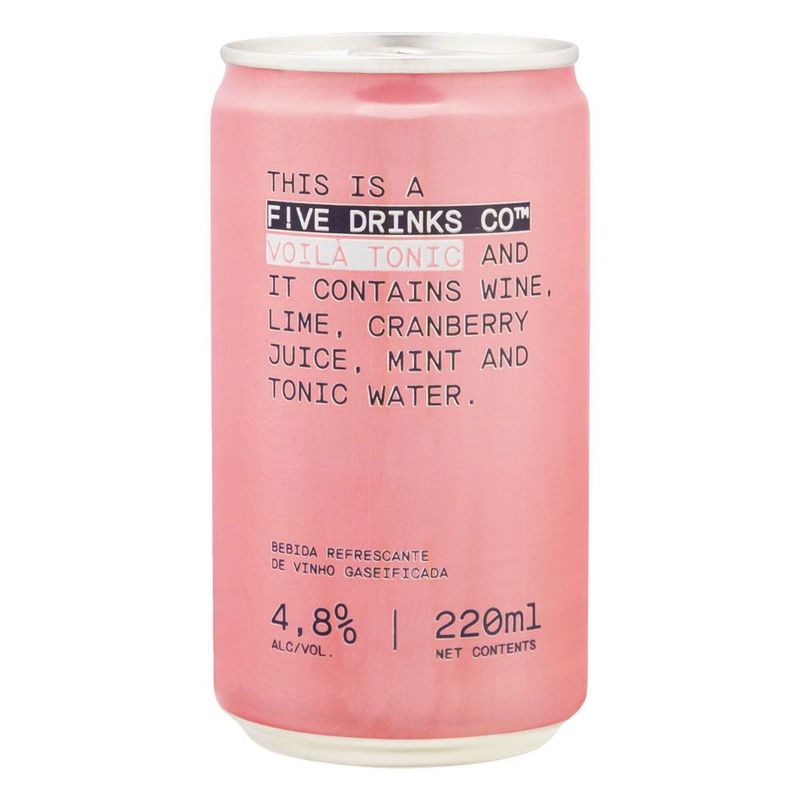 THIS IS A
F!VE DRINKS CO™
VOILÀ TONIC AND
IT CONTAINS WINE,
LIME, CRANBERRY
JUICE, MINT AND
TONIC WATER.
BEBIDA REFRESCANTE
DE VINHO GASEIFICADA
4,8% | 220ml
ALC/VOL. NET CONTENTS